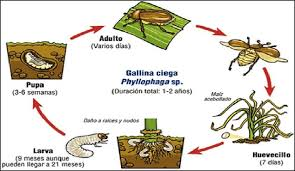 Adulto
(Varios días)
Gallina ciega
Phyllophaga sp.
(Duración total: 1-2 años)
Pupa
(3-6 semanas)
Maíz
acebollado
Daño a raíces y nudos
Larva
(9 meses aunque
pueden llegar a 21 meses)
Huevecillo
(7 días)